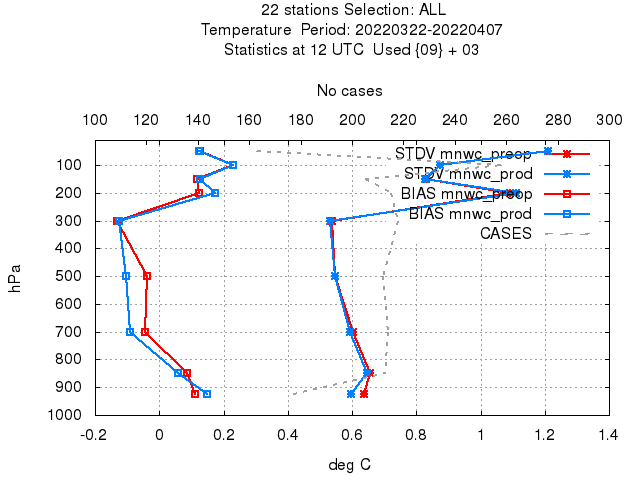 22 stations Selection: ALL
Temperature  Period: 20220322-20220407
Statistics at 12 UTC  Used {09} + 03
No cases
100 120 140 160 180 200 220 240 260 280 300
STDV mnwc_preop
STDV mnwc_prod
BIAS mnwc_preop
BIAS mnwc_prod
CASES
100
200
300
400
500
600
700
800
900
1000
hPa
-0.2 0 0.2 0.4 0.6 0.8 1 1.2 1.4
deg C